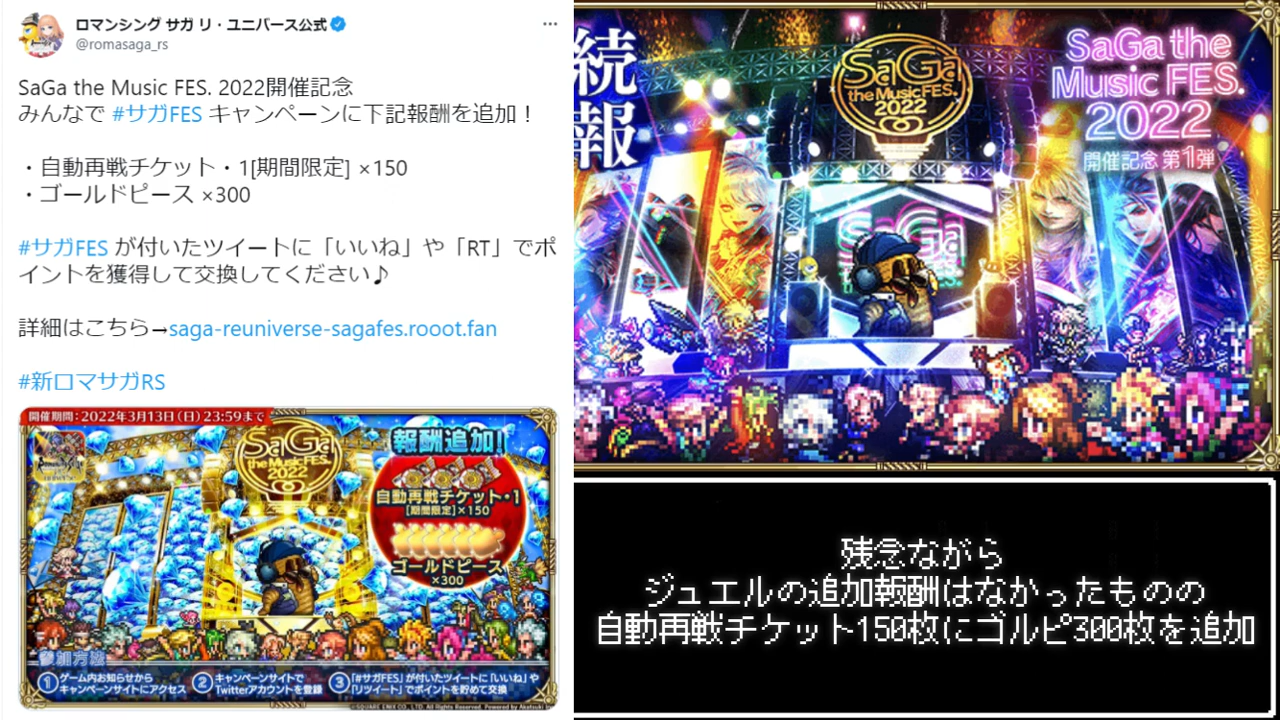 ロマンシング サガ リ・ユニバース公式
@romasaga_rs
SaGa the Music FES. 2022開催記念
みんなで #サガFES キャンペーンに下記報酬を追加！
・自動再戦チケット・1[期間限定] ×150
・ゴールドピース ×300
#サガFES が付いたツイートに「いいね」や「RT」でポ
イントを獲得して交換してください♪
詳細はこちら→saga-reuniverse-sagafes.rooot.fan
#新ロマサガRS
開催期間：2022年3月13日(日) 23:59まで
SaGa
the Music FES.
2022
報酬追加!
自動再戦チケット・1
[期間限定]×150
ゴールドピース
×300
参加方法
①ゲーム内お知らせから
キャンペーンサイトにアクセス
②キャンペーンサイトで
Twitterアカウントを登録
③「#サガFES」が付いたツイートに「いいね」や
「リツイート」でポイントを貯めて交換
©SQUARE ENIX CO., LTD. All Rights Reserved. Powered by Akatsuki Inc.
続報
SaGa
the Music FES.
2022
SaGa the
Music FES.
2022
開催記念 第1弾
SaGa
残念ながら
ジュエルの追加報酬はなかったものの
自動再戦チケット150枚にゴルピ300枚を追加